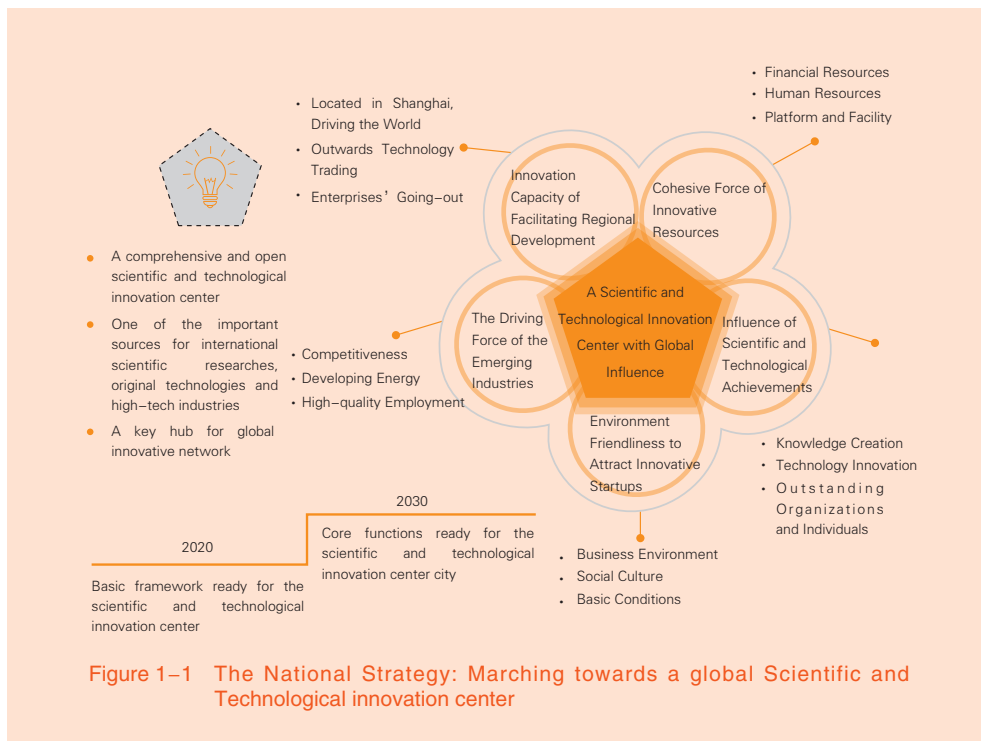 • Located in Shanghai,
Driving the World
• Outwards Technology
Trading
• Enterprises’ Going–out
• Financial Resources
• Human Resources
• Platform and Facility
Innovation
Capacity of
Facilitating Regional
Development
Cohesive Force of
Innovative
Resources
A Scientific and
Technological Innovation
Center with Global
Influence
The Driving
Force of the
Emerging
Industries
Influence of
Scientific and
Technological
Achievements
Environment
Friendliness to
Attract Innovative
Startups
• A comprehensive and open
scientific and technological
innovation center
• One of the important
sources for international
scientific researches,
original technologies and
high–tech industries
• A key hub for global
innovative network
• Competitiveness
• Developing Energy
• High–quality Employment
• Knowledge Creation
• Technology Innovation
• Outstanding
Organizations
and Individuals
• Business Environment
• Social Culture
• Basic Conditions
2020
Basic framework ready for the
scientific and technological
innovation center
2030
Core functions ready for the
scientific and technological
innovation center city
Figure 1–1 The National Strategy: Marching towards a global Scientific and
Technological innovation center